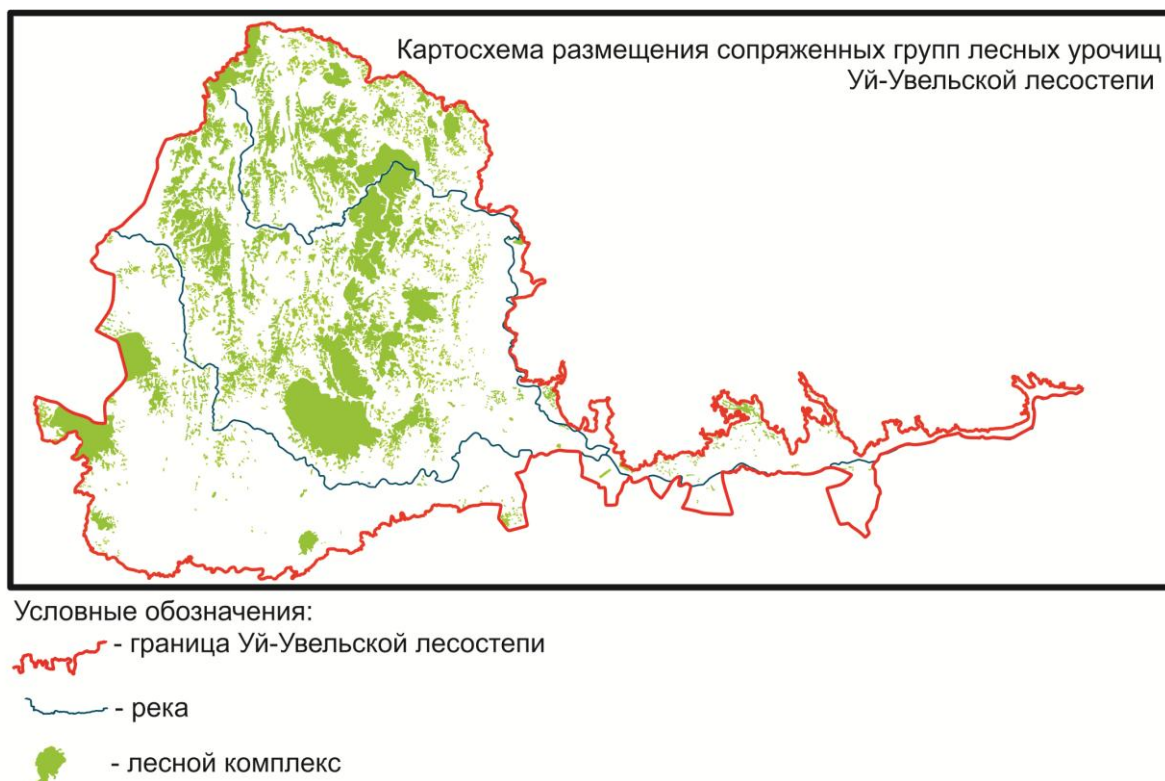 Картосхема размещения сопряженных групп лесных урочищ
Уй-Увельской лесостепи
Условные обозначения:
- граница Уй-Увельской лесостепи
- река
- лесной комплекс